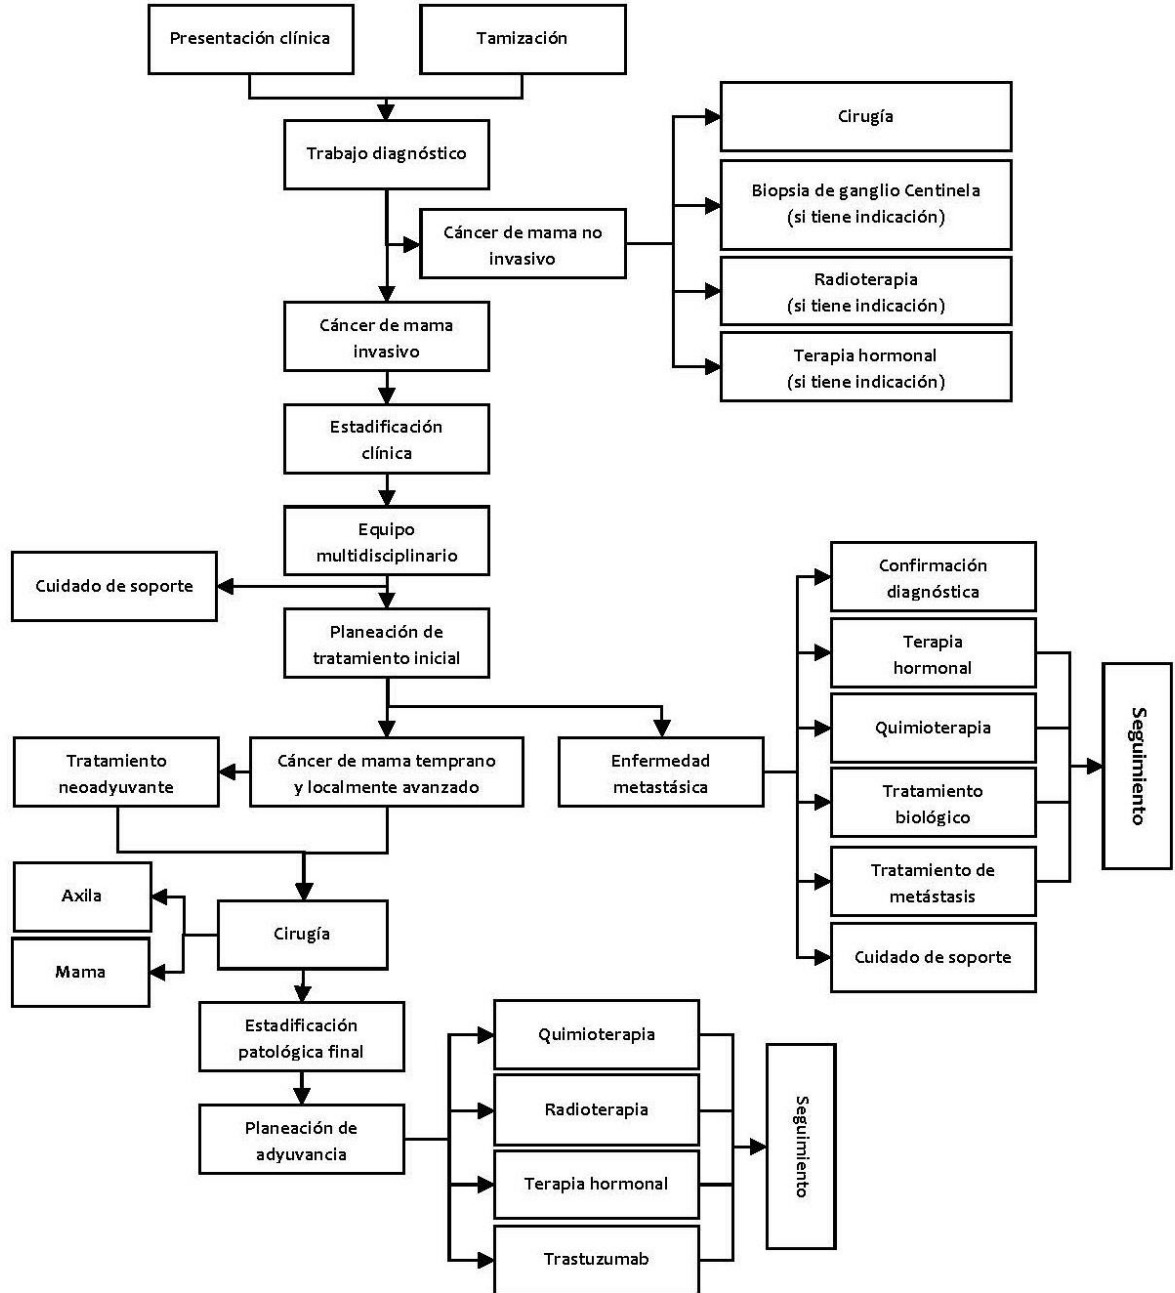 Presentación clínica
Tamización
Trabajo diagnóstico
Cirugía
Biopsia de ganglio Centinela
(si tiene indicación)
Cáncer de mama no
invasivo
Radioterapia
(si tiene indicación)
Terapia hormonal
(si tiene indicación)
Cáncer de mama
invasivo
Estadificación
clínica
Equipo
multidisciplinario
Cuidado de soporte
Planeación de
tratamiento inicial
Tratamiento
neoadyuvante
Cáncer de mama temprano
y localmente avanzado
Enfermedad
metastásica
Confirmación
diagnóstica
Terapia
hormonal
Quimioterapia
Tratamiento
biológico
Tratamiento de
metástasis
Cuidado de soporte
Seguimiento
Axila
Mama
Cirugía
Estadificación
patológica final
Planeación de
adyuvancia
Quimioterapia
Radioterapia
Terapia hormonal
Trastuzumab
Seguimiento